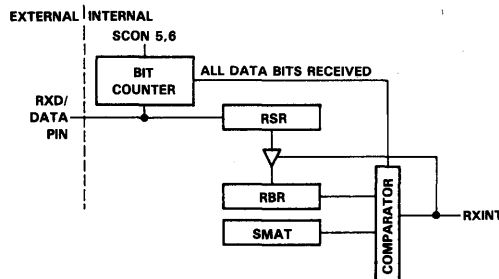 EXTERNAL INTERNAL
SCON 5,6
BIT
COUNTER
ALL DATA BITS RECEIVED
RXD/
DATA
PIN
RSR
RBR
SMAT
COMPARATOR
RXINT